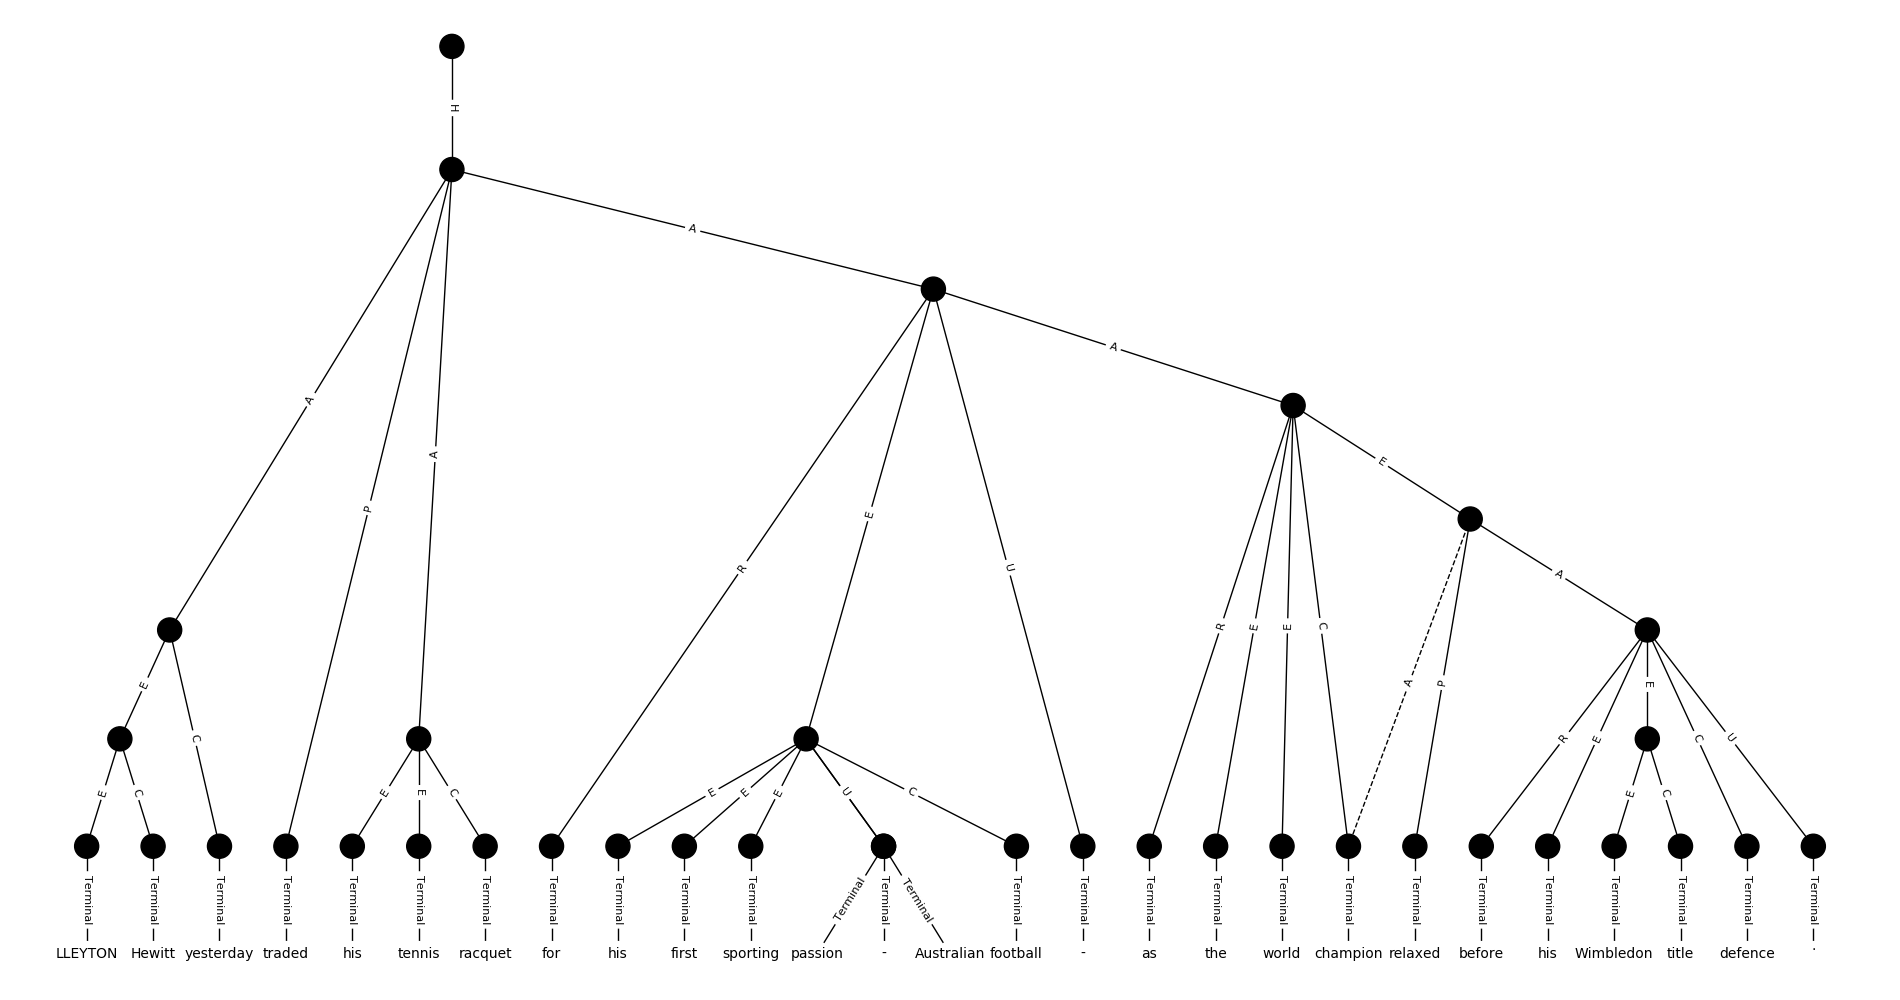 H
A
A
A
E
A
A
P
E
R
U
R
E
E
C
A
P
A
E
C
E
R
E
C
U
E
C
E
E
C
E
E
E
U
C
E
C
Terminal Terminal Terminal Terminal Terminal Terminal Terminal Terminal Terminal Terminal Terminal Terminal Terminal Terminal Terminal Terminal Terminal Terminal Terminal Terminal Terminal Terminal Terminal Terminal Terminal Terminal Terminal
LLEYTON Hewitt yesterday traded his tennis racquet for his first sporting passion - Australian football - as the world champion relaxed before his Wimbledon title defence .